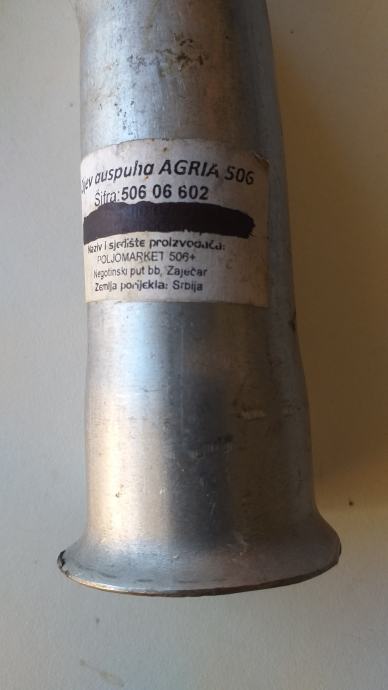 auspuha AGRIA 506
Šifra:506 06 602
Naziv i sjedište proizvođača:
POLJOMARKET 506+
Negotinski put bb, Zaječar
Zemlja porijekla: Srbija